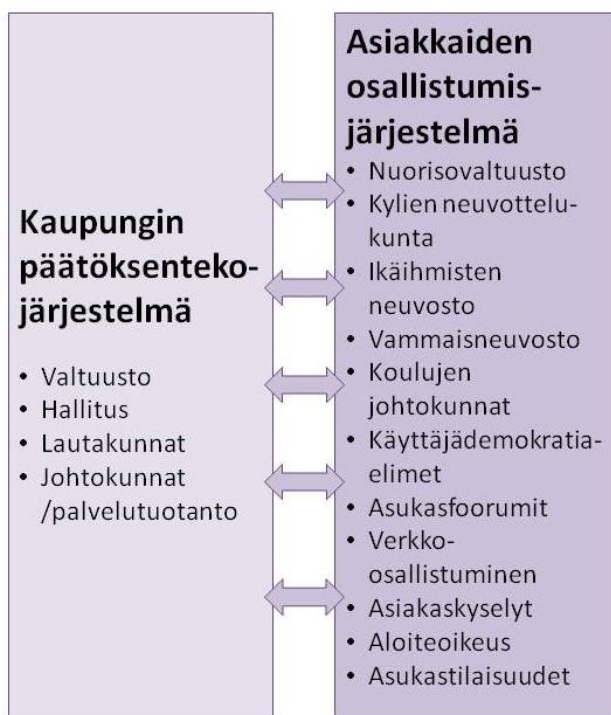 Kaupungin
päätöksenteko-
järjestelmä
• Valtuusto
• Hallitus
• Lautakunnat
• Johtokunnat
/palvelutuotanto
Asiakkaiden
osallistumis-
järjestelmä
• Nuorisovaltuusto
• Kylien neuvottelu-
kunta
• Ikäihmisten
neuvosto
• Vammaisneuvosto
• Koulujen
johtokunnat
• Käyttäjädemokratia-
elimet
• Asukasfoorumit
• Verkko-
osallistuminen
• Asiakaskyselyt
• Aloiteoikeus
• Asukastilaisuudet